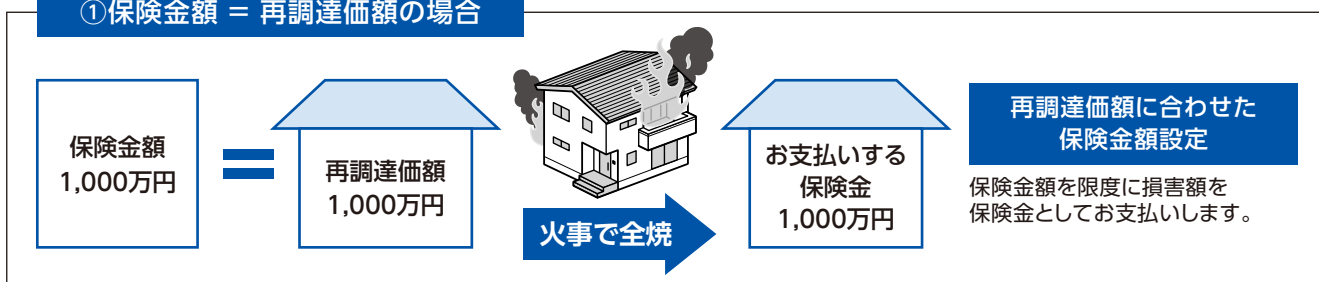 ①保険金額 = 再調達価額の場合
保険金額
1,000万円
再調達価額
1,000万円
火事で全焼
お支払いする
保険金
1,000万円
再調達価額に合わせた
保険金額設定
保険金額を限度に損害額を
保険金としてお支払いします。